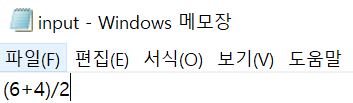 input - Windows 메모장
파일(F) 편집(E) 서식(O) 보기(V) 도움말
(6+4)/2